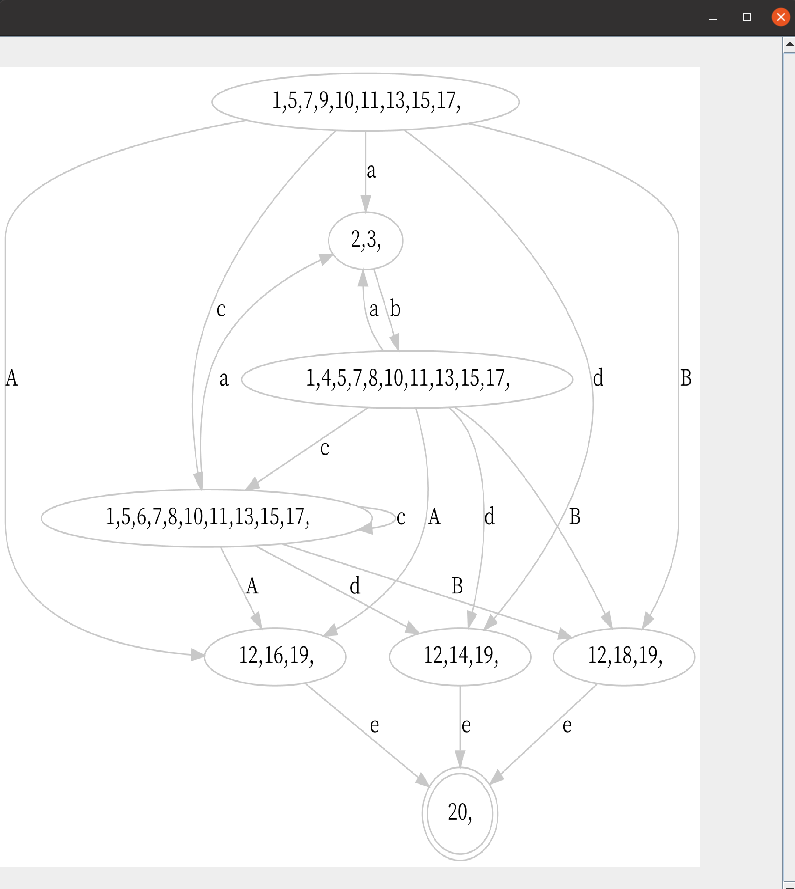 1,5,7,9,10,11,13,15,17,
a
2,3,
c
a
b
A
a
1,4,5,7,8,10,11,13,15,17,
d
B
c
1,5,6,7,8,10,11,13,15,17,
c
A
d
B
A
d
B
12,16,19,
12,14,19,
12,18,19,
e
e
e
20,